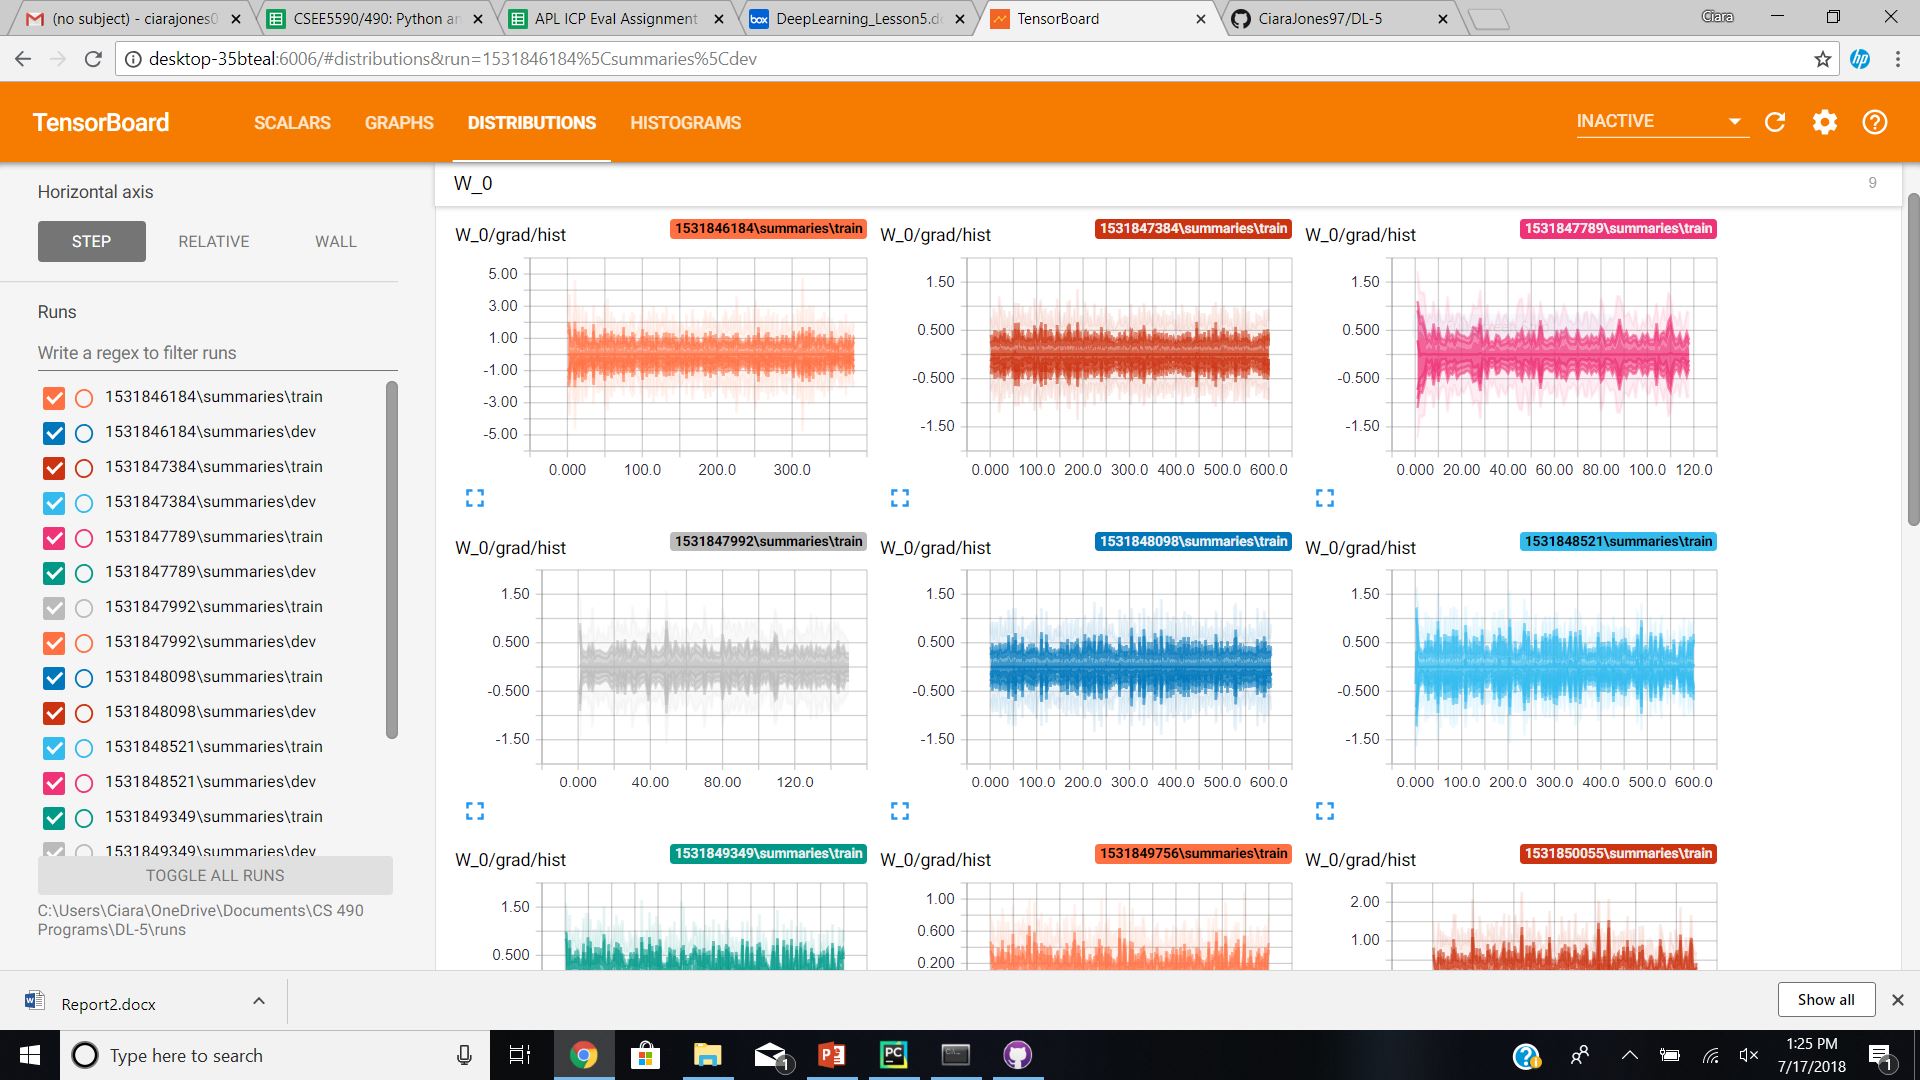 (no subject) - ciarajones0
CSEE5590/490: Python an
APL ICP Eval Assignment
box
DeepLearning_Lesson5.do
TensorBoard
CiaraJones97/DL-5
Ciara
desktop-35bteal:6006/#distributions&run=1531846184%5Csummaries%5Cdev
hp
TensorBoard
SCALARS
GRAPHS
DISTRIBUTIONS
HISTOGRAMS
INACTIVE
Horizontal axis
STEP
RELATIVE
WALL
Runs
Write a regex to filter runs
1531846184\summaries\train
1531846184\summaries\dev
1531847384\summaries\train
1531847384\summaries\dev
1531847789\summaries\train
1531847789\summaries\dev
1531847992\summaries\train
1531847992\summaries\dev
1531848098\summaries\train
1531848098\summaries\dev
1531848521\summaries\train
1531848521\summaries\dev
1531849349\summaries\train
1531849349\summaries\dev
TOGGLE ALL RUNS
C:\Users\Ciara\OneDrive\Documents\CS 490
Programs\DL-5\runs
W_0
9
W_0/grad/hist
1531846184\summaries\train
5.00
3.00
1.00
-1.00
-3.00
-5.00
0.000 100.0 200.0 300.0
W_0/grad/hist
1531847384\summaries\train
1.50
0.500
-0.500
-1.50
0.000 100.0 200.0 300.0 400.0 500.0 600.0
W_0/grad/hist
1531847789\summaries\train
1.50
0.500
-0.500
-1.50
0.000 20.00 40.00 60.00 80.00 100.0 120.0
W_0/grad/hist
1531847992\summaries\train
1.50
0.500
-0.500
-1.50
0.000 40.00 80.00 120.0
W_0/grad/hist
1531848098\summaries\train
1.50
0.500
-0.500
-1.50
0.000 100.0 200.0 300.0 400.0 500.0 600.0
W_0/grad/hist
1531848521\summaries\train
1.50
0.500
-0.500
-1.50
0.000 100.0 200.0 300.0 400.0 500.0 600.0
W_0/grad/hist
1531849349\summaries\train
1.50
0.500
W_0/grad/hist
1531849756\summaries\train
1.00
0.600
0.200
W_0/grad/hist
1531850055\summaries\train
2.00
1.00
Report2.docx
Show all
Type here to search
1
PC
1:25 PM
7/17/2018
1